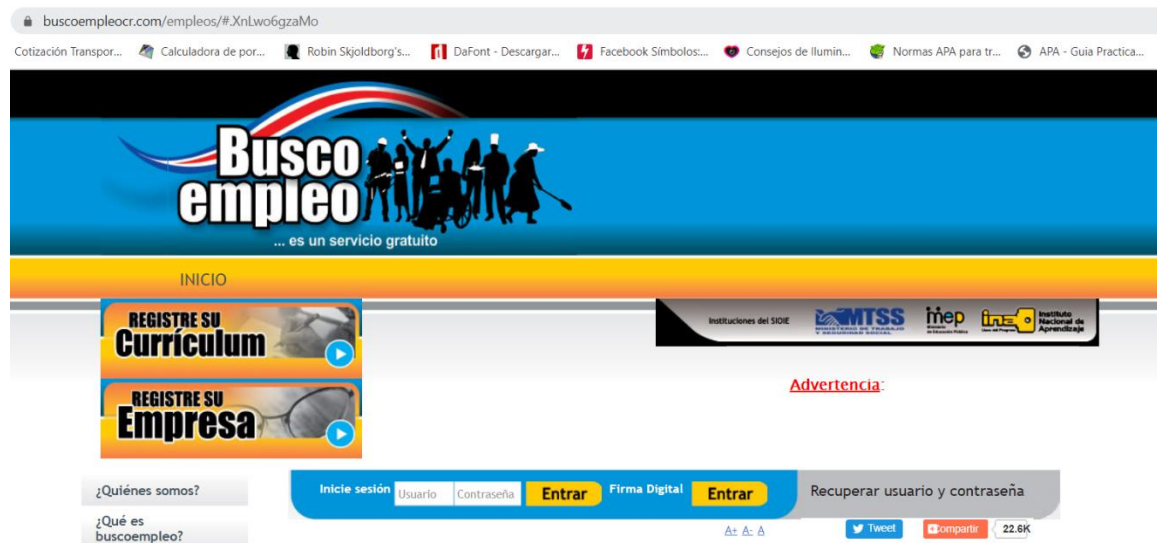 buscoempleocr.com/empleos/#.XnLwo6gzaMo
Cotización Transpor... Calculadora de por... Robin Skjoldborg's... DaFont - Descargar... Facebook Símbolos:... Consejos de Ilumin... Normas APA para tr... APA - Guia Practica...
Busco
empleo
... es un servicio gratuito
INICIO
REGISTRE SU
Currículum
Instituciones del SIOIE MTSS MINISTERIO DE TRABAJO Y SEGURIDAD SOCIAL mep ina Instituto Nacional de Aprendizaje
REGISTRE SU
Empresa
Advertencia:
¿Quiénes somos?
Inicie sesión Usuario Contraseña Entrar Firma Digital Entrar Recuperar usuario y contraseña
¿Qué es
buscoempleo?
A+ A- A Tweet Compartir 22.6K